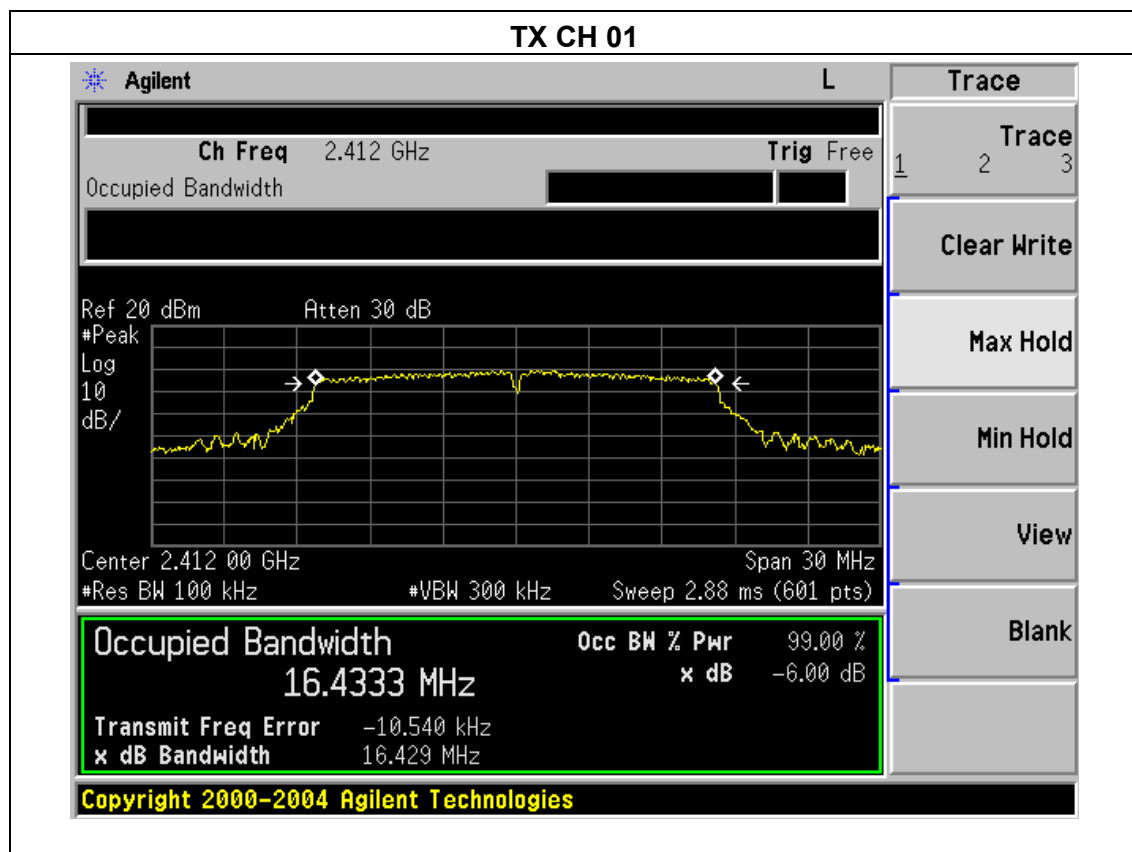 TX CH 01
Agilent L Trace
Ch Freq 2.412 GHz Trig Free
Trace
1 2 3
Occupied Bandwidth
Clear Write
Ref 20 dBm Atten 30 dB
#Peak
Log
10
dB/
Max Hold
Min Hold
View
Center 2.412 00 GHz Span 30 MHz
#Res BW 100 kHz #VBW 300 kHz Sweep 2.88 ms (601 pts)
Blank
Occupied Bandwidth Occ BW % Pwr 99.00 %
16.4333 MHz x dB -6.00 dB
Transmit Freq Error -10.540 kHz
x dB Bandwidth 16.429 MHz
Copyright 2000-2004 Agilent Technologies